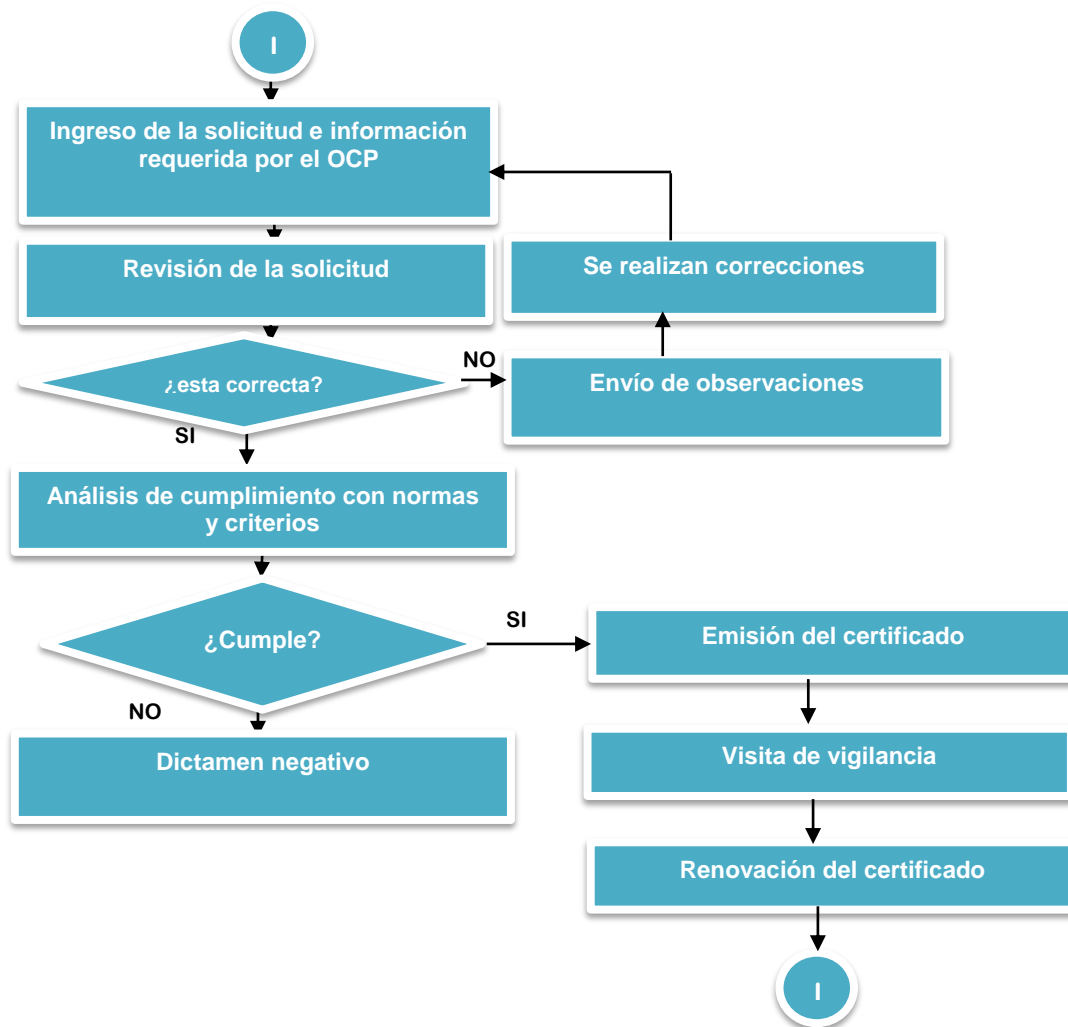 I
Ingreso de la solicitud e información
requerida por el OCP
Revisión de la solicitud
Se realizan correcciones
¿esta correcta?
NO
Envío de observaciones
SI
Análisis de cumplimiento con normas
y criterios
¿Cumple?
SI
Emisión del certificado
NO
Dictamen negativo
Visita de vigilancia
Renovación del certificado
I